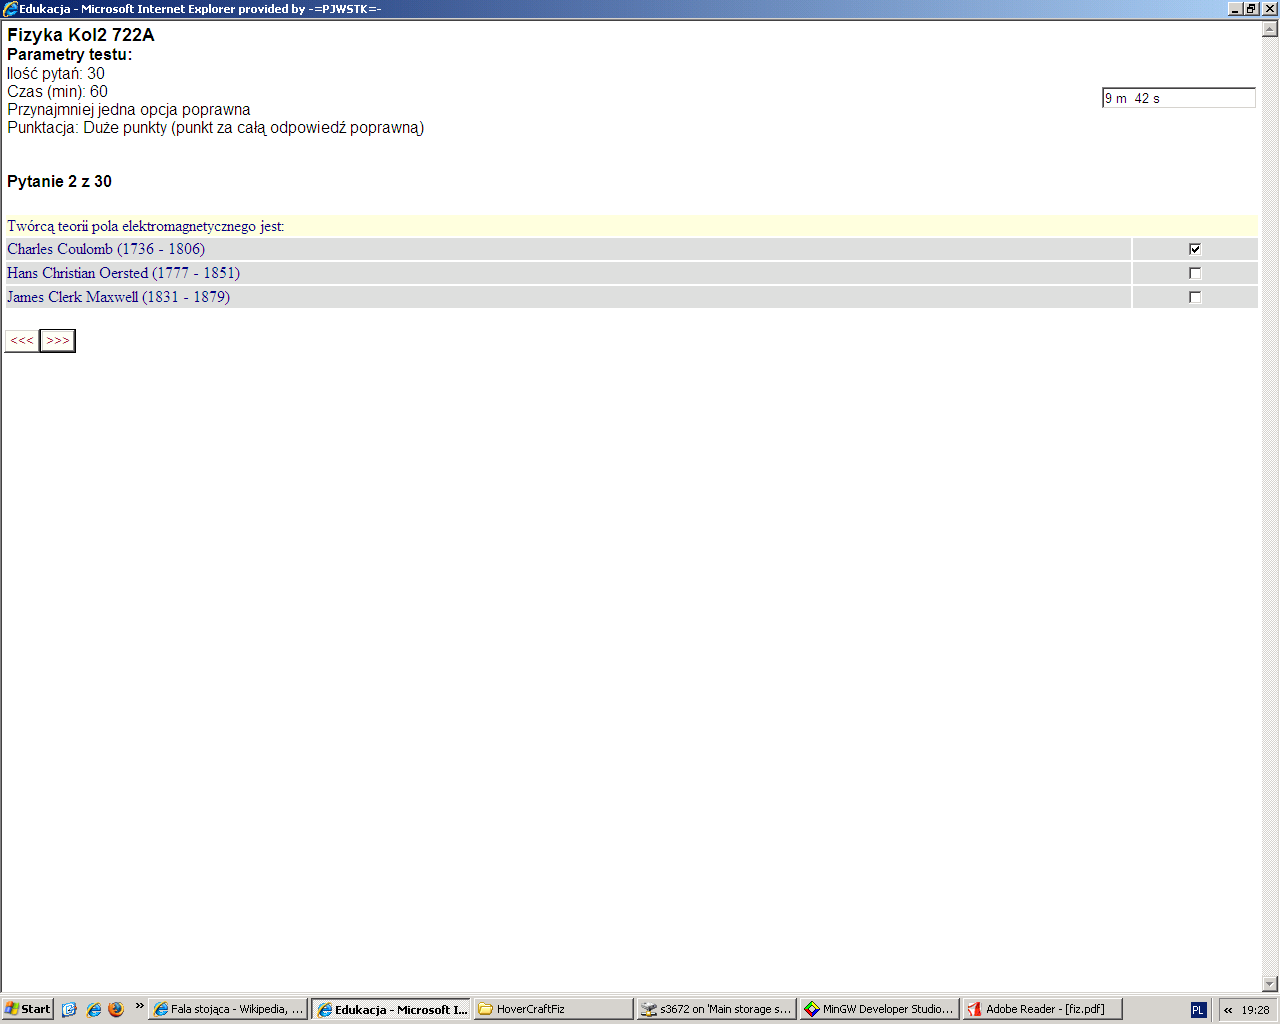 Edukacja - Microsoft Internet Explorer provided by -=PJWSTK=-
Fizyka Kol2 722A
Parametry testu:
Ilość pytań: 30
Czas (min): 60
9 m 42 s
Przynajmniej jedna opcja poprawna
Punktacja: Duże punkty (punkt za całą odpowiedź poprawną)
Pytanie 2 z 30
Twórcą teorii pola elektromagnetycznego jest:
Charles Coulomb (1736 - 1806)
Hans Christian Oersted (1777 - 1851)
James Clerk Maxwell (1831 - 1879)
<<< >>>
Start » Fala stojąca - Wikipedia, ... Edukacja - Microsoft I... HoverCraftFiz s3672 on 'Main storage s... MinGW Developer Studio... Adobe Reader - [fiz.pdf] PL « 19:28